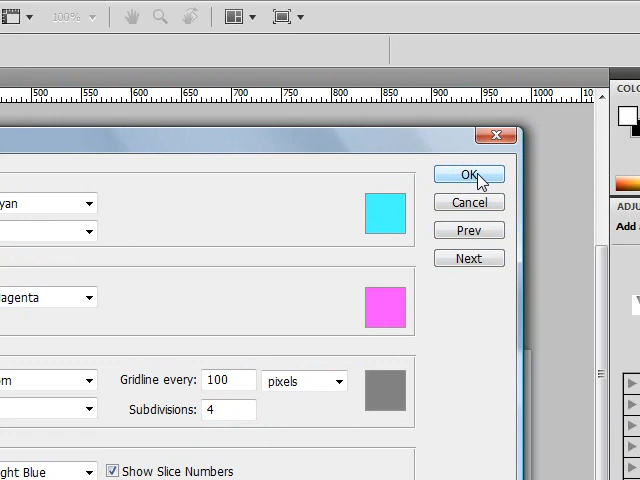 100%
500 550 600 650 700 750 800 850 900 950 1000 10
COLO
OK
yan
Cancel
ADJU
Prev
Add a
Next
agenta
om
Gridline every: 100 pixels
Subdivisions: 4
ght Blue
Show Slice Numbers